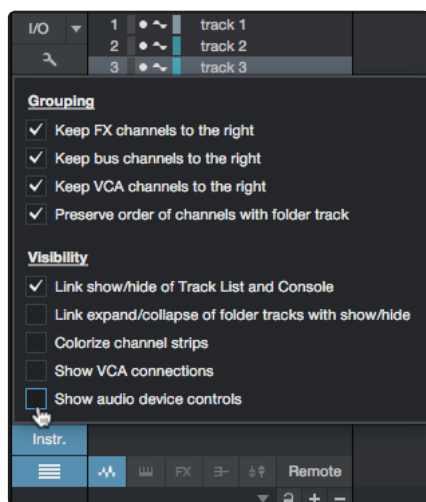 I/O
1 track 1
2 track 2
3 track 3
Grouping
Keep FX channels to the right
Keep bus channels to the right
Keep VCA channels to the right
Preserve order of channels with folder track
Visibility
Link show/hide of Track List and Console
Link expand/collapse of folder tracks with show/hide
Colorize channel strips
Show VCA connections
Show audio device controls
Instr.
FX Remote